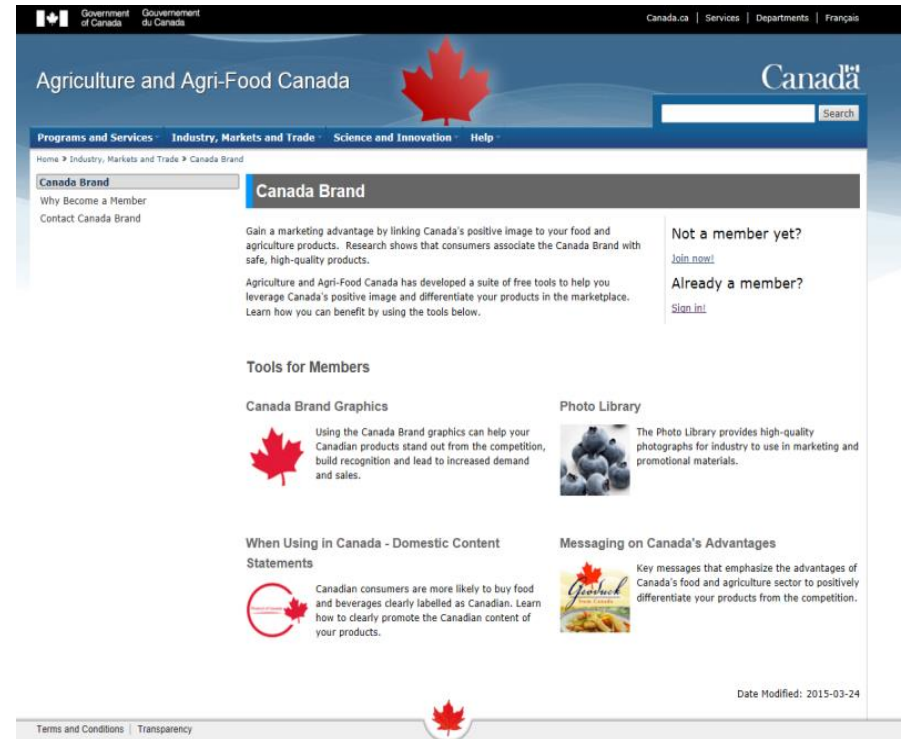 Government of Canada
Gouvernement du Canada
Canada.ca | Services | Departments | Français
Agriculture and Agri-Food Canada
Canada
Search
Programs and Services
Industry, Markets and Trade
Science and Innovation
Help
Home > Industry, Markets and Trade > Canada Brand
Canada Brand
Why Become a Member
Contact Canada Brand
Canada Brand
Gain a marketing advantage by linking Canada's positive image to your food and
agriculture products. Research shows that consumers associate the Canada Brand with
safe, high-quality products.
Agriculture and Agri-Food Canada has developed a suite of free tools to help you
leverage Canada's positive image and differentiate your products in the marketplace.
Learn how you can benefit by using the tools below.
Not a member yet?
Join now!
Already a member?
Sign in!
Tools for Members
Canada Brand Graphics
Using the Canada Brand graphics can help your
Canadian products stand out from the competition,
build recognition and lead to increased demand
and sales.
Photo Library
The Photo Library provides high-quality
photographs for industry to use in marketing and
promotional materials.
When Using in Canada - Domestic Content
Statements
Canadian consumers are more likely to buy food
and beverages clearly labelled as Canadian. Learn
how to clearly promote the Canadian content of
your products.
Messaging on Canada's Advantages
Geoduck
Key messages that emphasize the advantages of
Canada's food and agriculture sector to positively
differentiate your products from the competition.
Date Modified: 2015-03-24
Terms and Conditions | Transparency